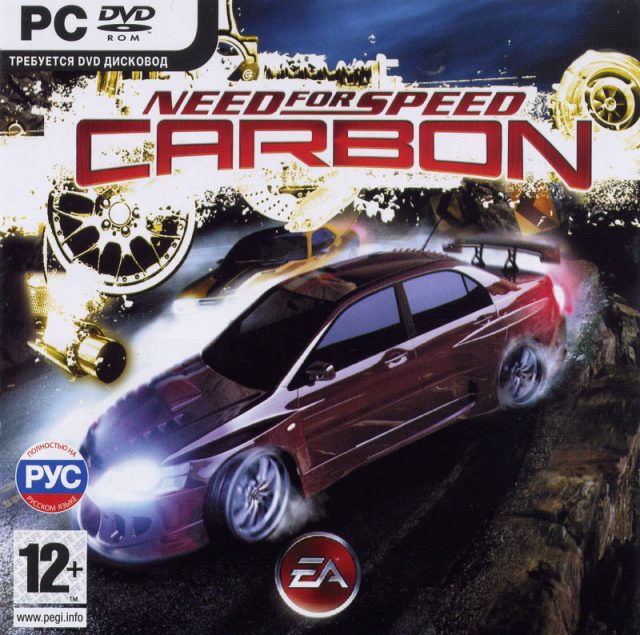 PC DVD
ROM
ТРЕБУЕТСЯ DVD ДИСКОВОД
NEED FOR SPEED
CARBON
ПОЛНОСТЬЮ НА
РУС
РУССКОМ ЯЗЫКЕ
EA
12+
TM
www.pegi.info